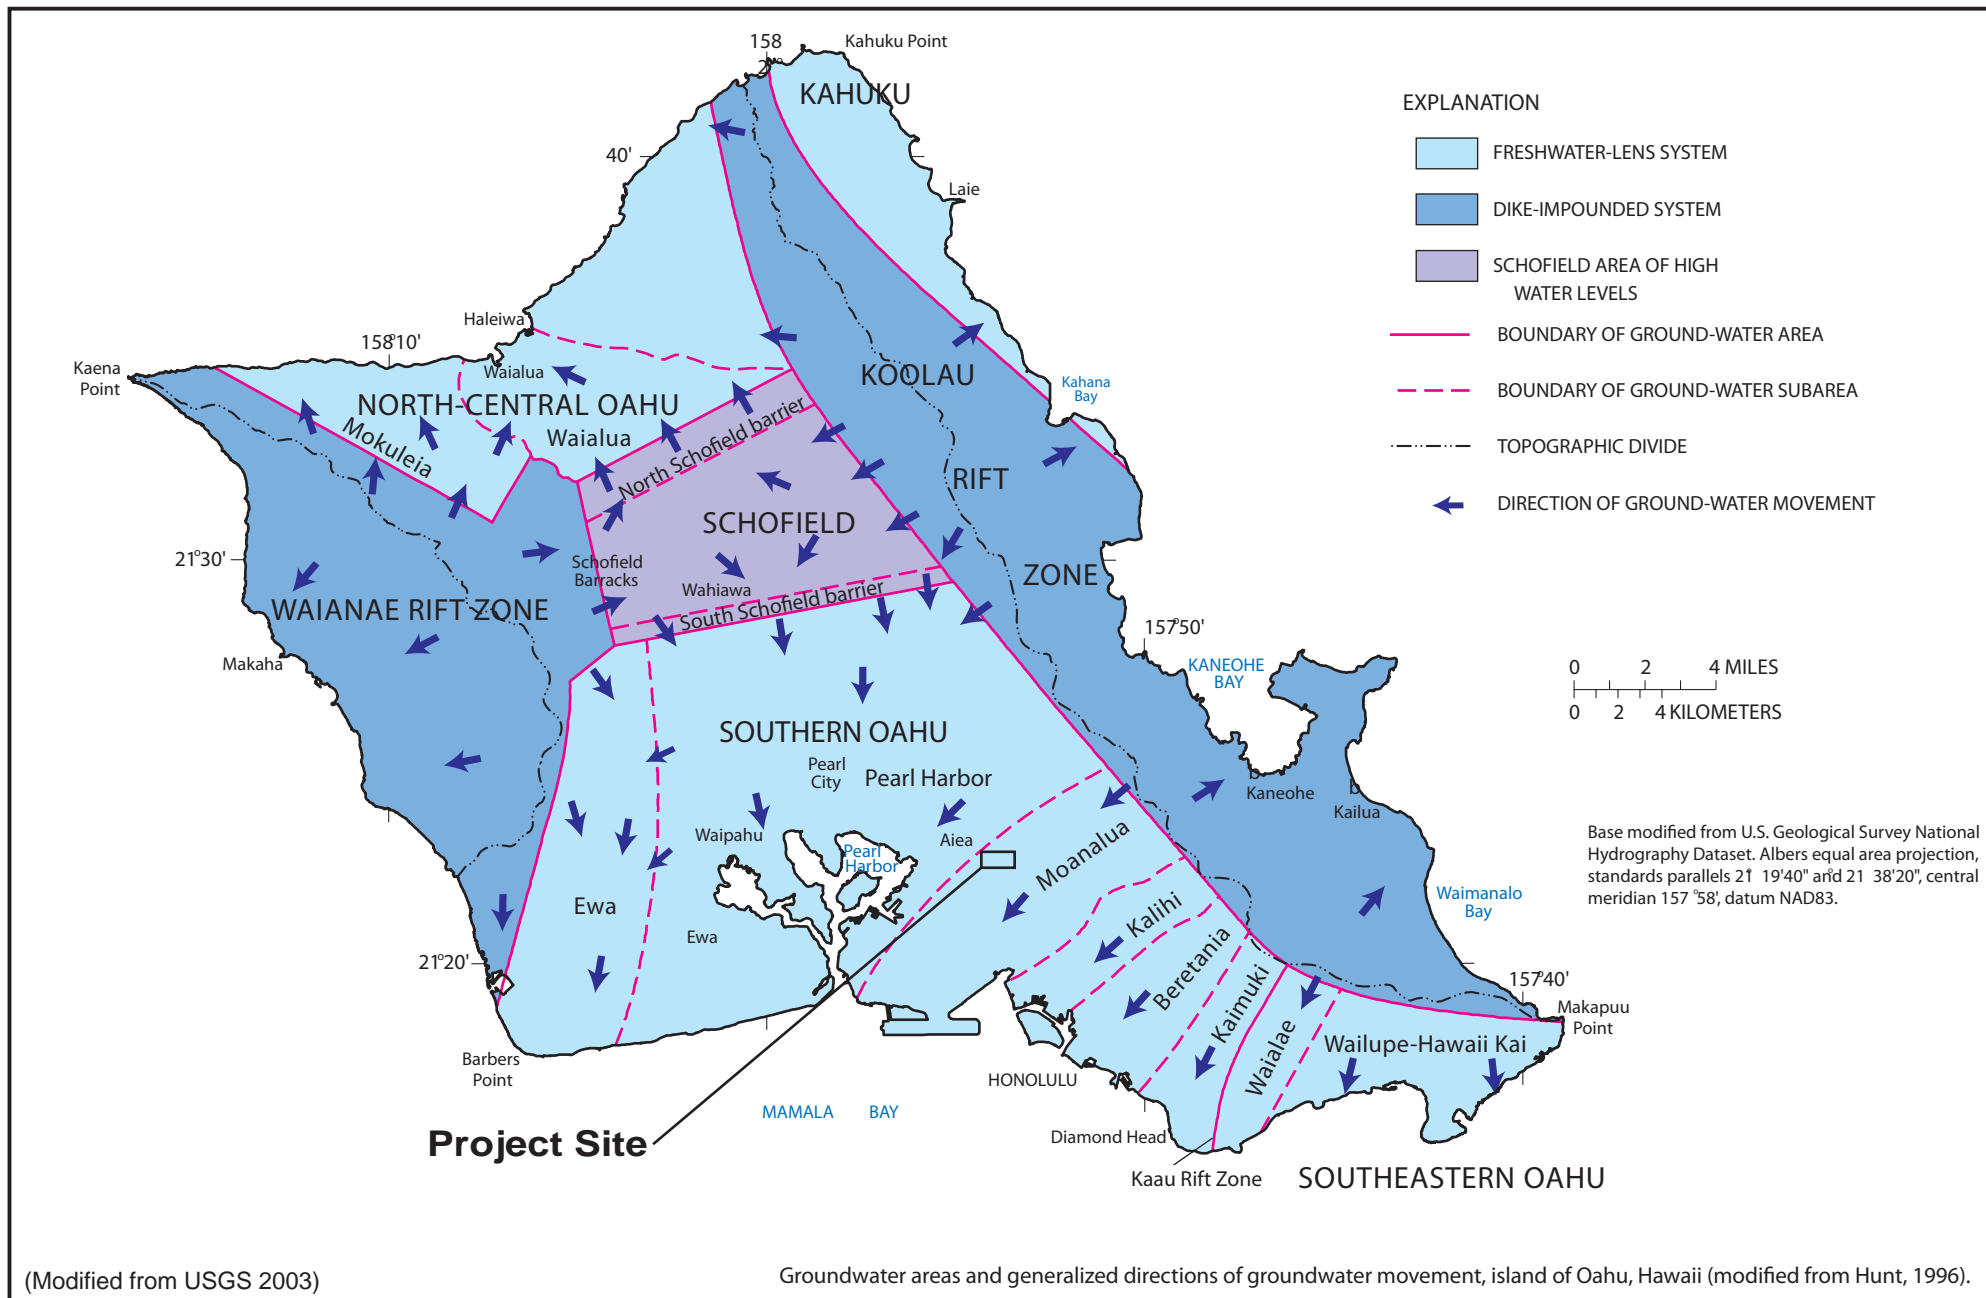 158
21°
Kahuku Point
KAHUKU
40'
Laie
Haleiwa
158°10'
Kaena
Point
Waialua
NORTH-CENTRAL OAHU
Mokuleia
Waialua
North Schofield barrier
KOOLAU
RIFT
ZONE
Kahana
Bay
SCHOFIELD
Schofield
Barracks
Wahiawa
South Schofield barrier
21°30'
WAIANAE RIFT ZONE
Makaha
157°50'
KANEOHE
BAY
SOUTHERN OAHU
Pearl
City
Pearl Harbor
b
Kaneohe
b
Kailua
Waipahu
Aiea
Pearl
Harbor
Moanalua
Ewa
Ewa
Kalihi
Beretania
Kaimuki
Waialae
Wailupe-Hawaii Kai
Waimanalo
Bay
21°20'
157°40'
Makapuu
Point
Barbers
Point
HONOLULU
MAMALA BAY
Project Site
Diamond Head
Kaau Rift Zone
SOUTHEASTERN OAHU
EXPLANATION
FRESHWATER-LENS SYSTEM
DIKE-IMPOUNDED SYSTEM
SCHOFIELD AREA OF HIGH
WATER LEVELS
BOUNDARY OF GROUND-WATER AREA
BOUNDARY OF GROUND-WATER SUBAREA
TOPOGRAPHIC DIVIDE
DIRECTION OF GROUND-WATER MOVEMENT
0 2 4 MILES
0 2 4 KILOMETERS
Base modified from U.S. Geological Survey National
Hydrography Dataset. Albers equal area projection,
standards parallels 21° 19'40" and 21° 38'20", central
meridian 157 °58', datum NAD83.
(Modified from USGS 2003)
Groundwater areas and generalized directions of groundwater movement, island of Oahu, Hawaii (modified from Hunt, 1996).